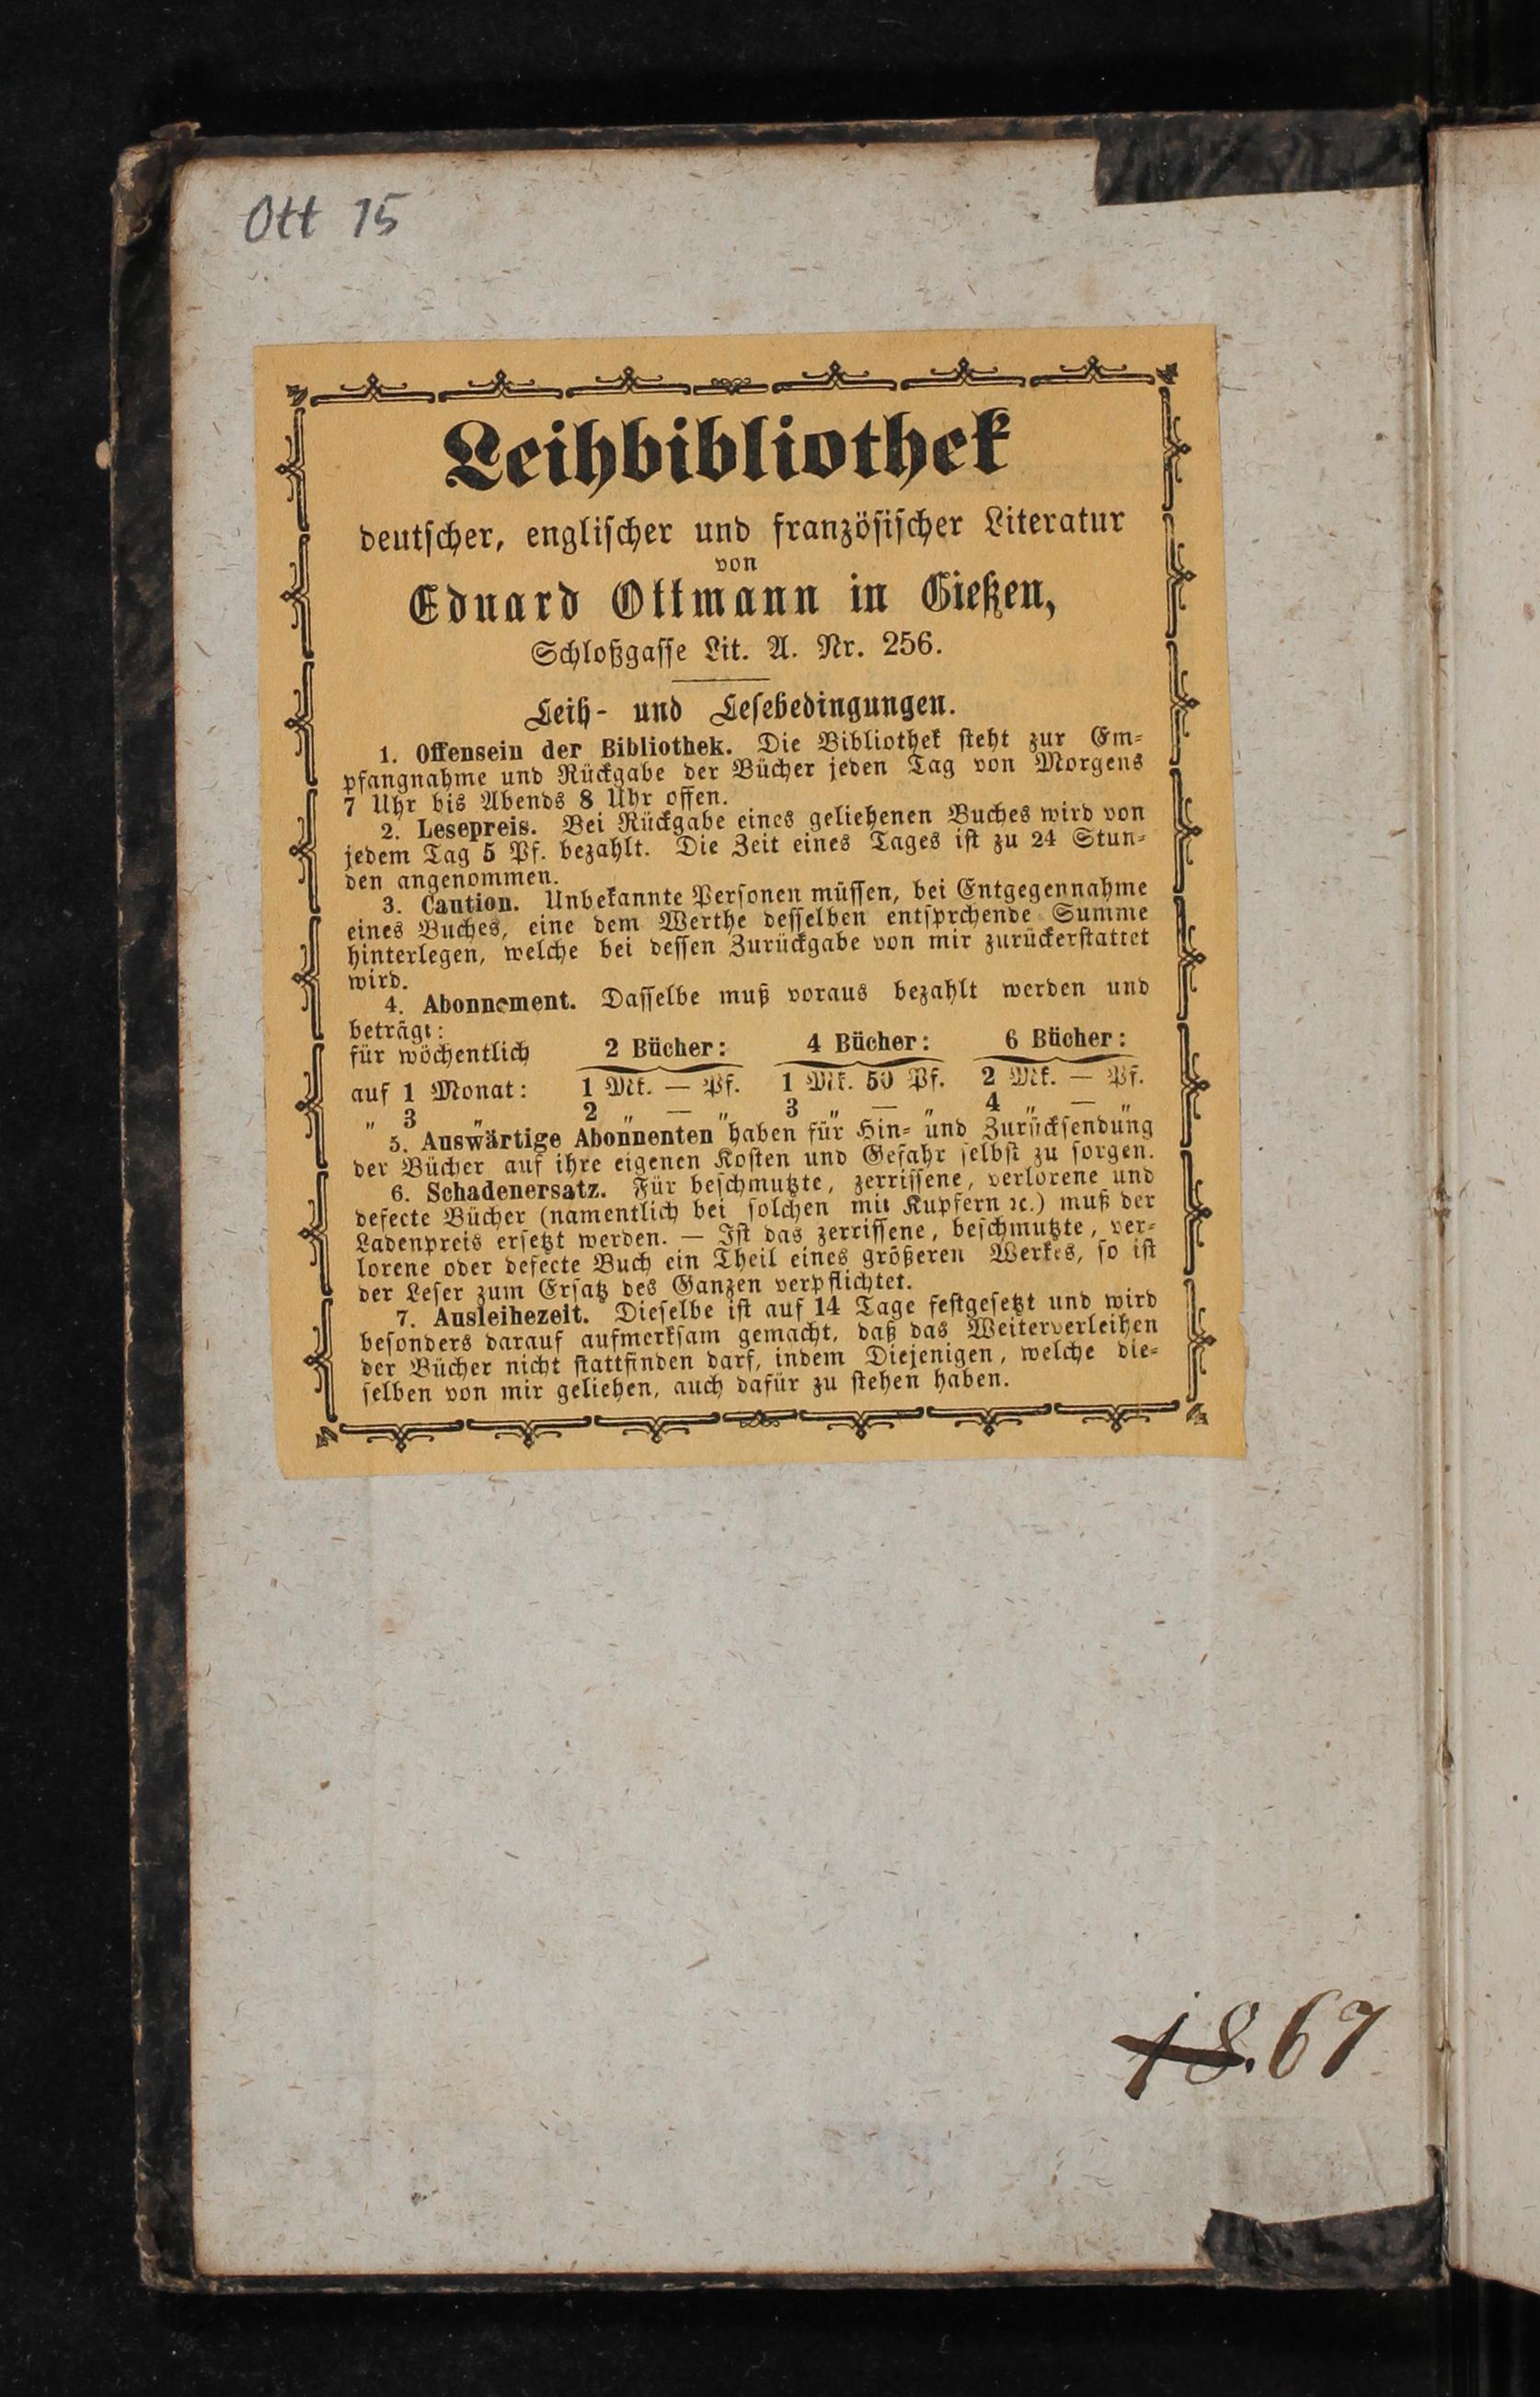 Ott 15
Leihbibliothek
deutscher, englischer und französischer Literatur
von
Eduard Ottmann in Gießen,
Schloßgasse Lit. A. Nr. 256.
Leih- und Lesebedingungen.
1. Offensein der Bibliothek. Die Bibliothek steht zur Em-
pfangnahme und Rückgabe der Bücher jeden Tag von Morgens
7 Uhr bis Abends 8 Uhr offen.
2. Lesepreis. Bei Rückgabe eines geliehenen Buches wird von
jedem Tag 5 Pf. bezahlt. Die Zeit eines Tages ist zu 24 Stun-
den angenommen.
3. Caution. Unbekannte Personen müssen, bei Entgegennahme
eines Buches, eine dem Werthe desselben entsprchende Summe
hinterlegen, welche bei dessen Zurückgabe von mir zurückerstattet
wird.
4. Abonnement. Dasselbe muß voraus bezahlt werden und
beträgt:
für wöchentlich 2 Bücher: 4 Bücher: 6 Bücher:
auf 1 Monat: 1 Mk. — Pf. 1 Mk. 50 Pf. 2 Mk. — Pf.
„ 3 „ 2 „ — „ 3 „ — „ 4 „ — „
5. Auswärtige Abonnenten haben für Hin- und Zurücksendung
der Bücher auf ihre eigenen Kosten und Gefahr selbst zu sorgen.
6. Schadenersatz. Für beschmutzte, zerrissene, verlorene und
defecte Bücher (namentlich bei solchen mit Kupfern ꝛc.) muß der
Ladenpreis ersetzt werden. — Ist das zerrissene, beschmutzte, ver-
lorene oder defecte Buch ein Theil eines größeren Werkes, so ist
der Leser zum Ersatz des Ganzen verpflichtet.
7. Ausleihezeit. Dieselbe ist auf 14 Tage festgesetzt und wird
besonders darauf aufmerksam gemacht, daß das Weiterverleihen
der Bücher nicht stattfinden darf, indem Diejenigen, welche die-
selben von mir geliehen, auch dafür zu stehen haben.
18.67